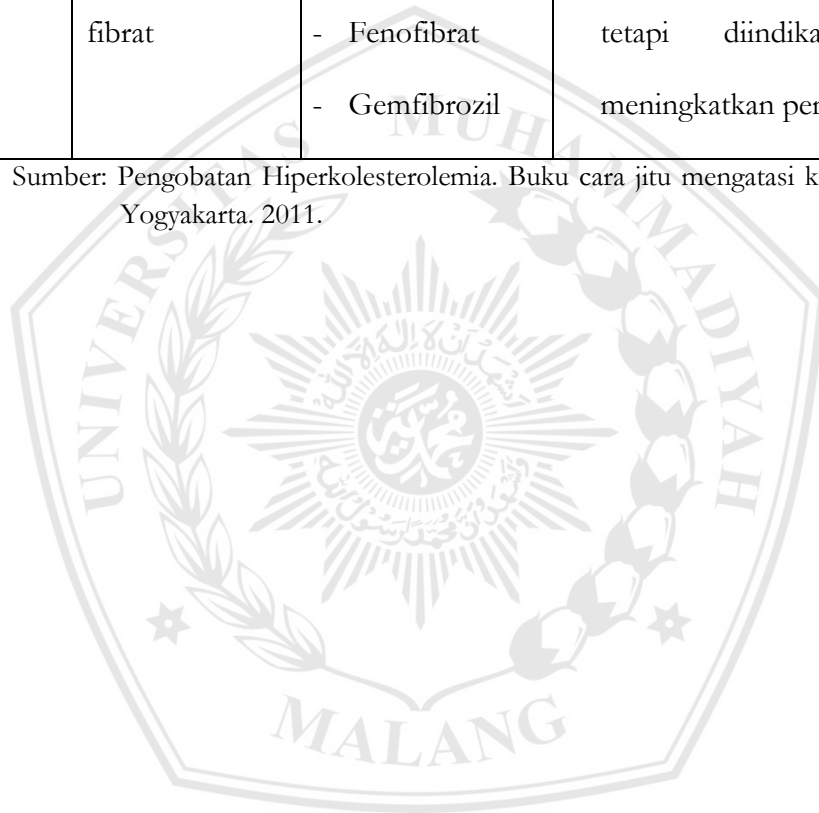 fibrat - Fenofibrat tetapi diindika
- Gemfibrozil meningkatkan per
Sumber: Pengobatan Hiperkolesterolemia. Buku cara jitu mengatasi k
Yogyakarta. 2011.
UNIVERSITAS MUHAMMADIYAH
MALANG